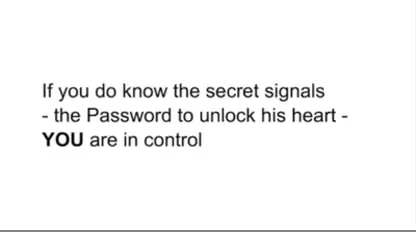 If you do know the secret signals
- the Password to unlock his heart -
YOU are in control